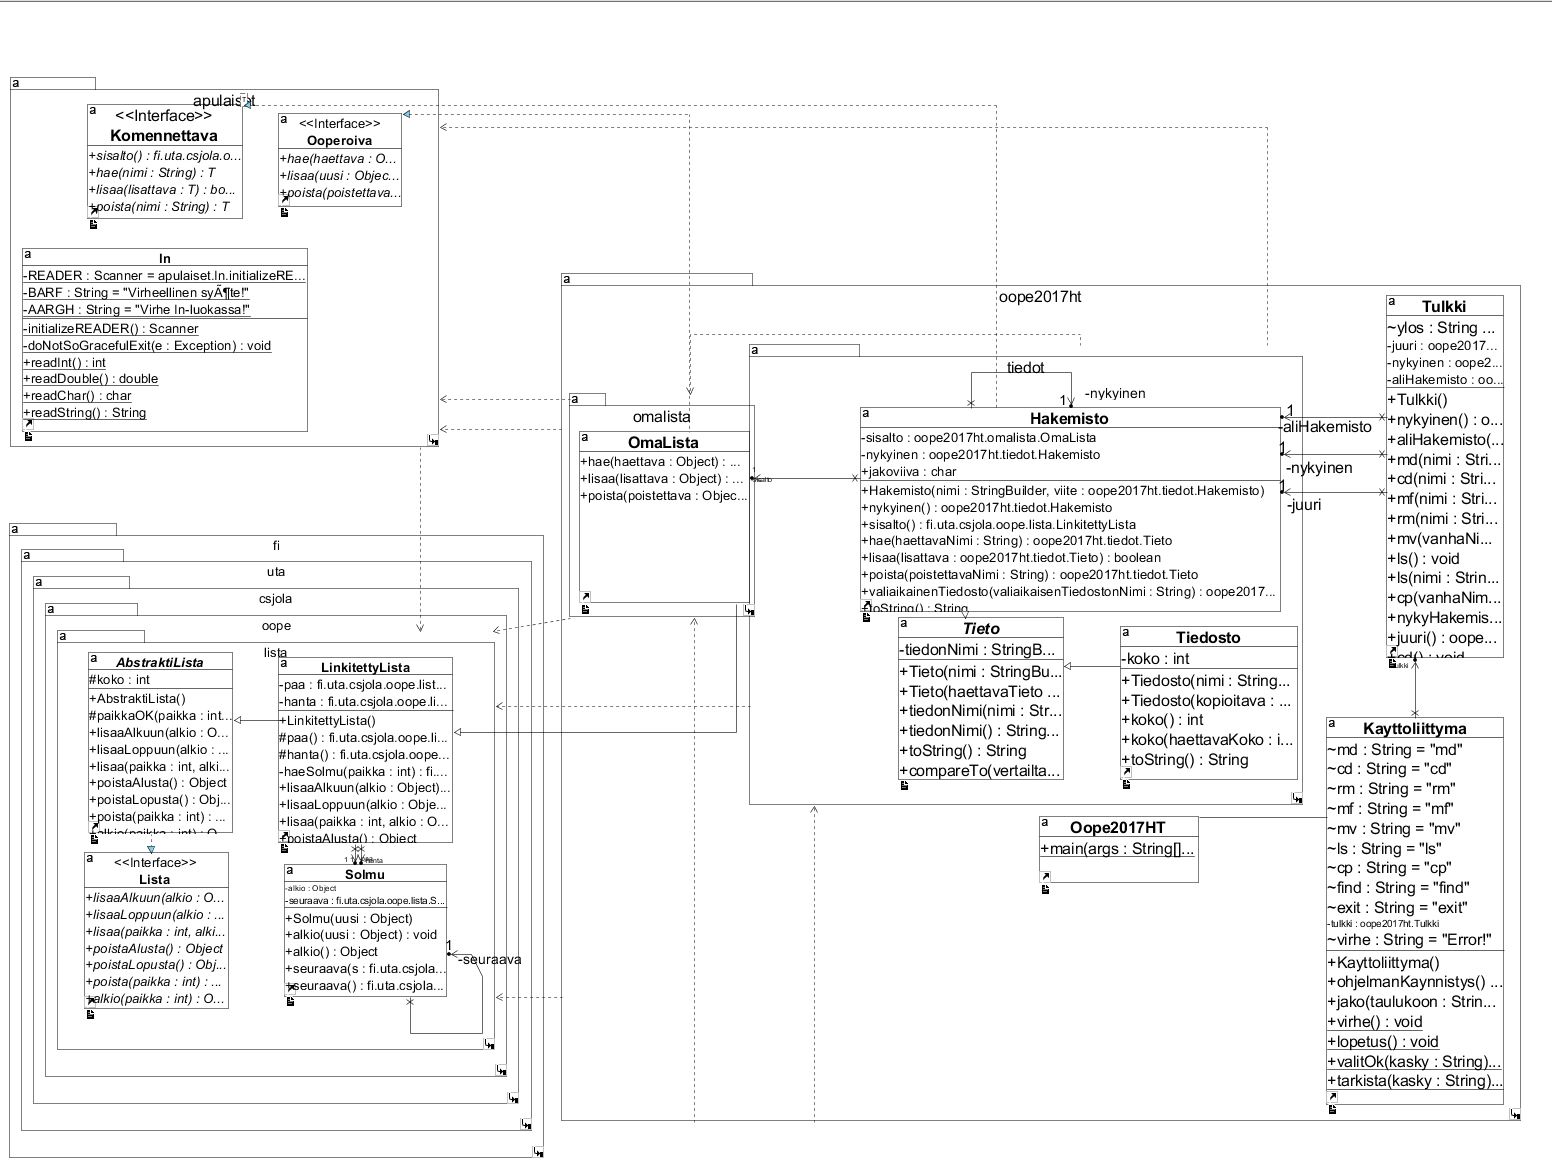 a
apulaiset
a
<<Interface>>
Komennettava
+sisalto() : fi.uta.csjola.o...
+hae(nimi : String) : T
+lisaa(lisattava : T) : bo...
+poista(nimi : String) : T
a
<<Interface>>
Ooperoiva
+hae(haettava : O...
+lisaa(uusi : Objec...
+poista(poistettava...
a
In
-READER : Scanner = apulaiset.In.initializeRE...
-BARF : String = "Virheellinen syÃ¶te!"
-AARGH : String = "Virhe In-luokassa!"
-initializeREADER() : Scanner
-doNotSoGracefulExit(e : Exception) : void
+readInt() : int
+readDouble() : double
+readChar() : char
+readString() : String
a
oope2017ht
a
omalista
a
OmaLista
+hae(haettava : Object) : ...
+lisaa(lisattava : Object) : ...
+poista(poistettava : Objec...
a
tiedot
1
-nykyinen
a
Hakemisto
-sisalto : oope2017ht.omalista.OmaLista
-nykyinen : oope2017ht.tiedot.Hakemisto
+jakoviiva : char
+Hakemisto(nimi : StringBuilder, viite : oope2017ht.tiedot.Hakemisto)
+nykyinen() : oope2017ht.tiedot.Hakemisto
+sisalto() : fi.uta.csjola.oope.lista.LinkitettyLista
+hae(haettavaNimi : String) : oope2017ht.tiedot.Tieto
+lisaa(lisattava : oope2017ht.tiedot.Tieto) : boolean
+poista(poistettavaNimi : String) : oope2017ht.tiedot.Tieto
+valiaikainenTiedosto(valiaikaisenTiedostonNimi : String) : oope2017...
+toString() : String
1
-aliHakemisto
1
-nykyinen
1
-juuri
a
Tieto
-tiedonNimi : StringB...
+Tieto(nimi : StringBu...
+Tieto(haettavaTieto ...
+tiedonNimi(nimi : Str...
+tiedonNimi() : String...
+toString() : String
+compareTo(vertailta...
a
Tiedosto
-koko : int
+Tiedosto(nimi : String...
+Tiedosto(kopioitava : ...
+koko() : int
+koko(haettavaKoko : i...
+toString() : String
a
Tulkki
~ylos : String ...
-juuri : oope2017...
-nykyinen : oope2...
-aliHakemisto : oo...
+Tulkki()
+nykyinen() : o...
+aliHakemisto(...
+md(nimi : Stri...
+cd(nimi : Stri...
+mf(nimi : Stri...
+rm(nimi : Stri...
+mv(vanhaNi...
+ls() : void
+ls(nimi : Strin...
+cp(vanhaNim...
+nykyHakemis...
+juuri() : oope...
+cd() : void
a
Oope2017HT
+main(args : String[]...
a
Kayttoliittyma
~md : String = "md"
~cd : String = "cd"
~rm : String = "rm"
~mf : String = "mf"
~mv : String = "mv"
~ls : String = "ls"
~cp : String = "cp"
~find : String = "find"
~exit : String = "exit"
-tulkki : oope2017ht.Tulkki
~virhe : String = "Error!"
+Kayttoliittyma()
+ohjelmanKaynnistys() ...
+jako(taulukoon : Strin...
+virhe() : void
+lopetus() : void
+valitOk(kasky : String)...
+tarkista(kasky : String)...
a
fi
a
uta
a
csjola
a
oope
a
lista
a
AbstraktiLista
#koko : int
+AbstraktiLista()
#paikkaOK(paikka : int...
+lisaaAlkuun(alkio : O...
+lisaaLoppuun(alkio : ...
+lisaa(paikka : int, alki...
+poistaAlusta() : Object
+poistaLopusta() : Obj...
+poista(paikka : int) : ...
+alkio(paikka : int) : O...
a
LinkitettyLista
-paa : fi.uta.csjola.oope.list...
-hanta : fi.uta.csjola.oope.li...
+LinkitettyLista()
#paa() : fi.uta.csjola.oope.li...
#hanta() : fi.uta.csjola.oope...
-haeSolmu(paikka : int) : fi....
+lisaaAlkuun(alkio : Object)...
+lisaaLoppuun(alkio : Obje...
+lisaa(paikka : int, alkio : O...
+poistaAlusta() : Object
a
<<Interface>>
Lista
+lisaaAlkuun(alkio : O...
+lisaaLoppuun(alkio : ...
+lisaa(paikka : int, alki...
+poistaAlusta() : Object
+poistaLopusta() : Obj...
+poista(paikka : int) : ...
+alkio(paikka : int) : O...
a
Solmu
-alkio : Object
-seuraava : fi.uta.csjola.oope.lista.S...
+Solmu(uusi : Object)
+alkio(uusi : Object) : void
+alkio() : Object
+seuraava(s : fi.uta.csjola...
+seuraava() : fi.uta.csjola...
1
-seuraava